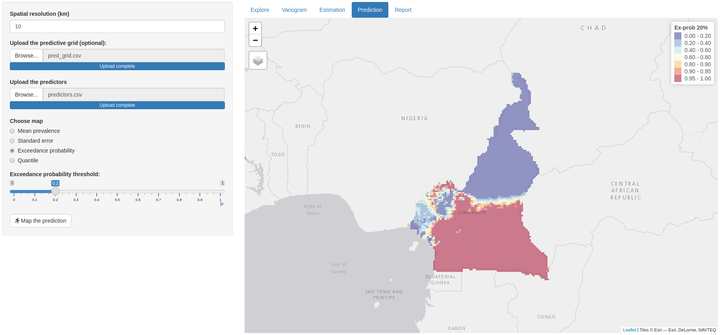 Spatial resolution (km)
10
Upload the predictive grid (optional):
Browse... pred_grid.csv
Upload complete
Upload the predictors
Browse... predictors.csv
Upload complete
Choose map
Mean prevalence
Standard error
Exceedance probability
Quantile
Exceedance probability threshold:
0 0.2 1
0 0.1 0.2 0.3 0.4 0.5 0.6 0.7 0.8 0.9 1
Map the prediction
Explore Variogram Estimation Prediction Report
+
−
Ex-prob 20%
0.00 - 0.20
0.20 - 0.40
0.40 - 0.60
0.60 - 0.80
0.80 - 0.90
0.90 - 0.95
0.95 - 1.00
CHAD
NIGERIA
BENIN
TOGO
CENTRAL
AFRICAN
REPUBLIC
Bight of
Benin
Gulf of
Guinea
EQUATORIAL
GUINEA
SAO TOME AND
PRINCIPE
GABON
CONGO
Leaflet | Tiles © Esri — Esri, DeLorme, NAVTEQ